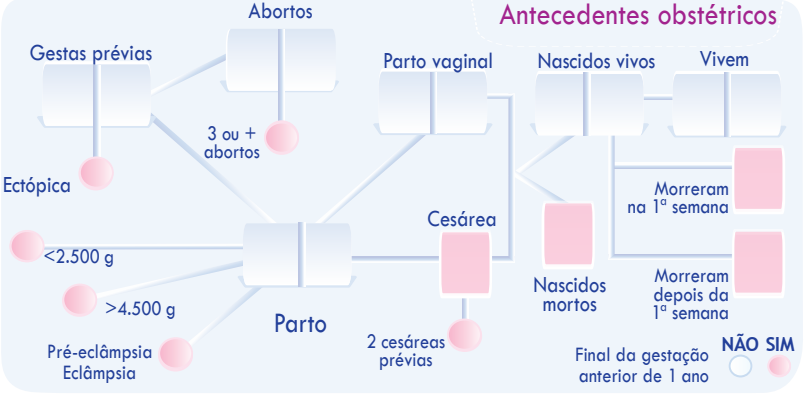 Antecedentes obstétricos
Abortos
Gestas prévias
Parto vaginal
Nascidos vivos
Vivem
3 ou +
abortos
Ectópica
Morreram
na 1ª semana
Cesárea
<2.500 g
>4.500 g
Nascidos
mortos
Morreram
depois da
1ª semana
Parto
2 cesáreas
prévias
Pré-eclâmpsia
Eclâmpsia
NÃO SIM
Final da gestação
anterior de 1 ano